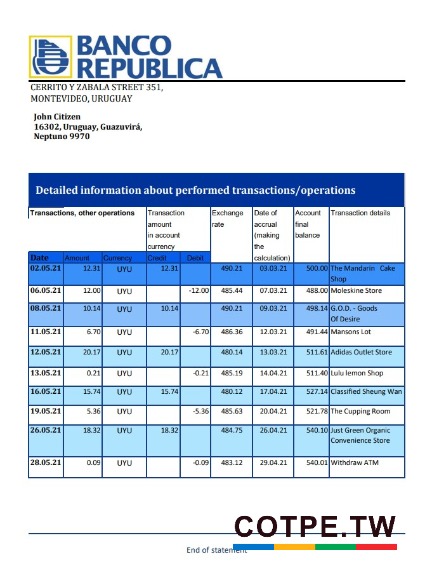 BANCO
REPUBLICA
CERRITO Y ZABALA STREET 351,
MONTEVIDEO, URUGUAY
John Citizen
16302, Uruguay, Guazuvirá,
Neptuno 9970
Detailed information about performed transactions/operations
Transactions, other operations Transaction amount in account currency Exchange rate Date of accrual (making the calculation) Account final balance Transaction details
Date Amount Currency Credit Debit
02.05.21 12.31 UYU 12.31 490.21 03.03.21 500.00 The Mandarin Cake Shop
06.05.21 12.00 UYU -12.00 485.44 07.03.21 488.00 Moleskine Store
08.05.21 10.14 UYU 10.14 490.21 09.03.21 498.14 G.O.D. - Goods Of Desire
11.05.21 6.70 UYU -6.70 486.36 12.03.21 491.44 Mansons Lot
12.05.21 20.17 UYU 20.17 480.14 13.03.21 511.61 Adidas Outlet Store
13.05.21 0.21 UYU -0.21 485.19 14.04.21 511.40 Lulu lemon Shop
16.05.21 15.74 UYU 15.74 480.12 17.04.21 527.14 Classified Sheung Wan
19.05.21 5.36 UYU -5.36 485.63 20.04.21 521.78 The Cupping Room
26.05.21 18.32 UYU 18.32 484.75 26.04.21 540.10 Just Green Organic Convenience Store
28.05.21 0.09 UYU -0.09 483.12 29.04.21 540.01 Withdraw ATM
COTPE.TW
End of statement